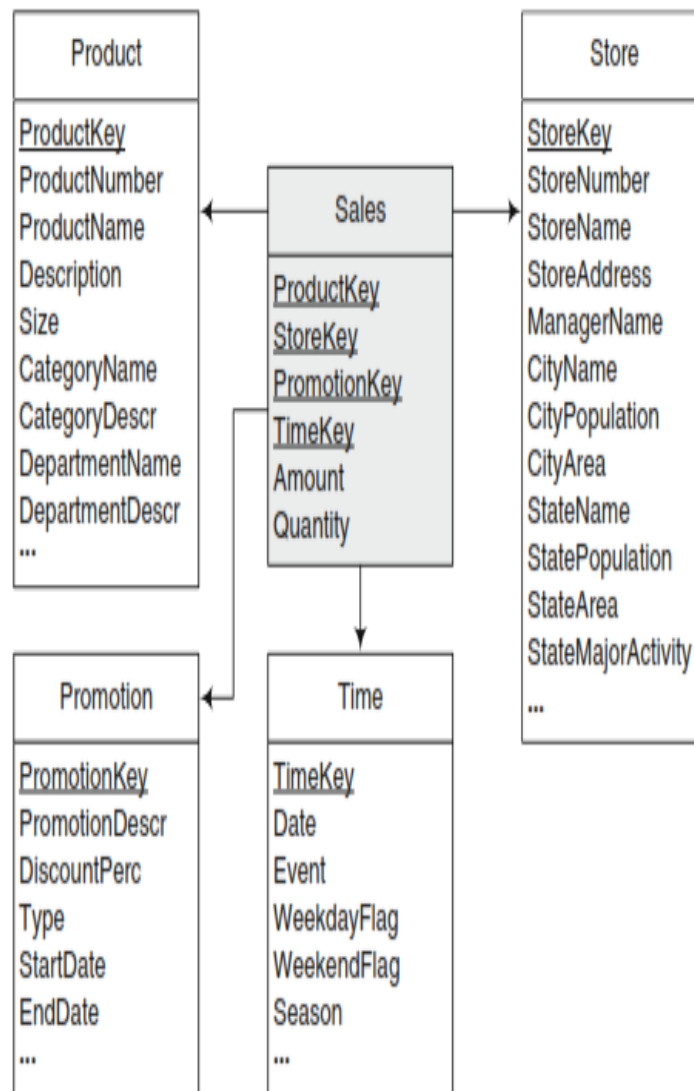 Product
ProductKey
ProductNumber
ProductName
Description
Size
CategoryName
CategoryDescr
DepartmentName
DepartmentDescr
...
Sales
ProductKey
StoreKey
PromotionKey
TimeKey
Amount
Quantity
Store
StoreKey
StoreNumber
StoreName
StoreAddress
ManagerName
CityName
CityPopulation
CityArea
StateName
StatePopulation
StateArea
StateMajorActivity
...
Promotion
PromotionKey
PromotionDescr
DiscountPerc
Type
StartDate
EndDate
...
Time
TimeKey
Date
Event
WeekdayFlag
WeekendFlag
Season
...